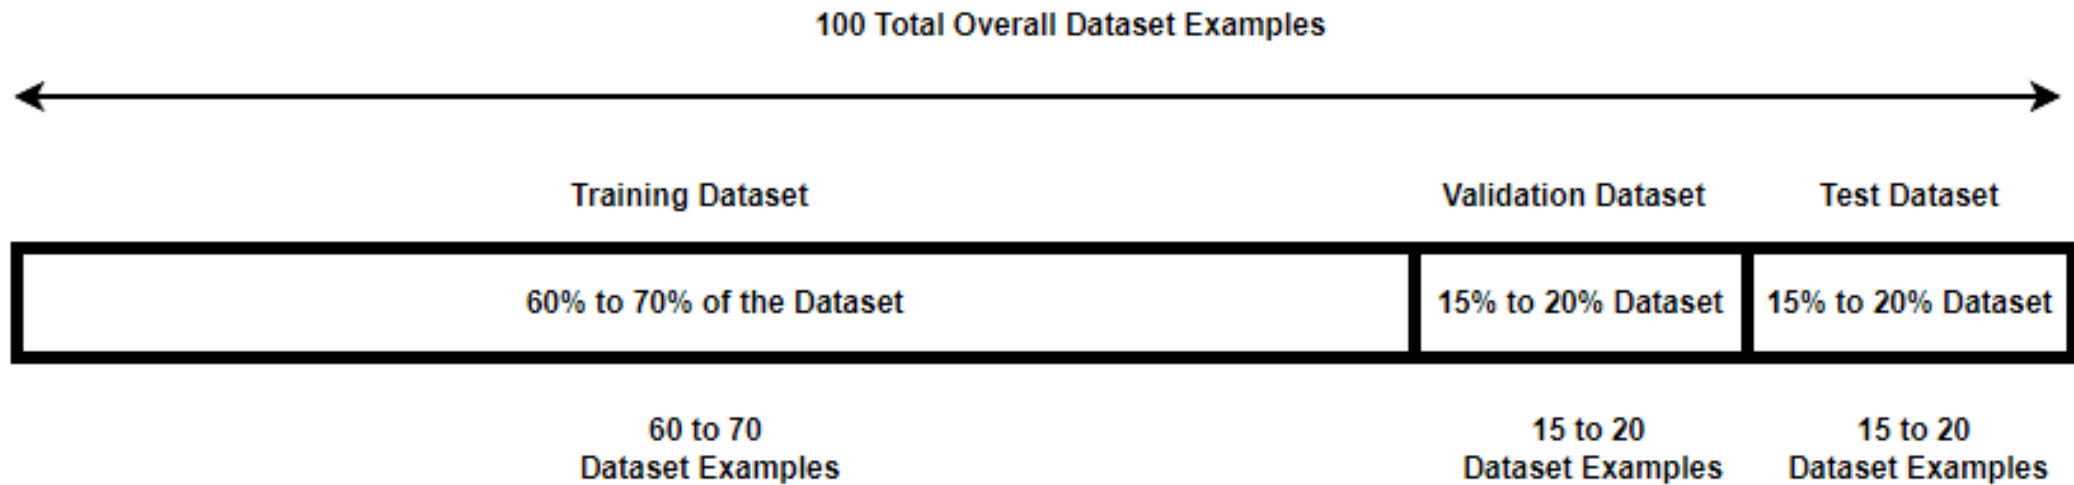 100 Total Overall Dataset Examples
Training Dataset
Validation Dataset
Test Dataset
60% to 70% of the Dataset
15% to 20% Dataset
15% to 20% Dataset
60 to 70
Dataset Examples
15 to 20
Dataset Examples
15 to 20
Dataset Examples